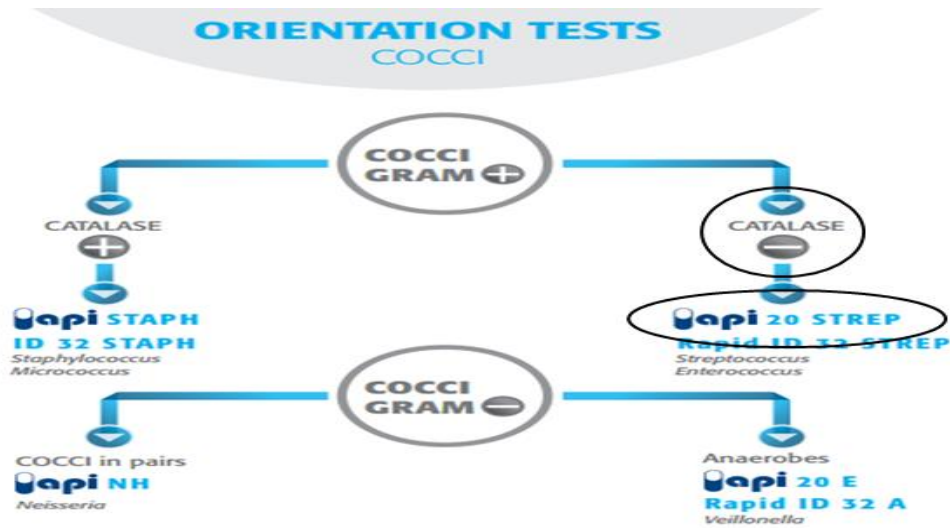 ORIENTATION TESTS
COCCI
COCCI
GRAM +
CATALASE
+
api STAPH
ID 32 STAPH
Staphylococcus
Micrococcus
CATALASE
−
api 20 STREP
Rapid ID 32 STREP
Streptococcus
Enterococcus
COCCI
GRAM −
COCCI in pairs
api NH
Neisseria
Anaerobes
api 20 E
Rapid ID 32 A
Veillonella